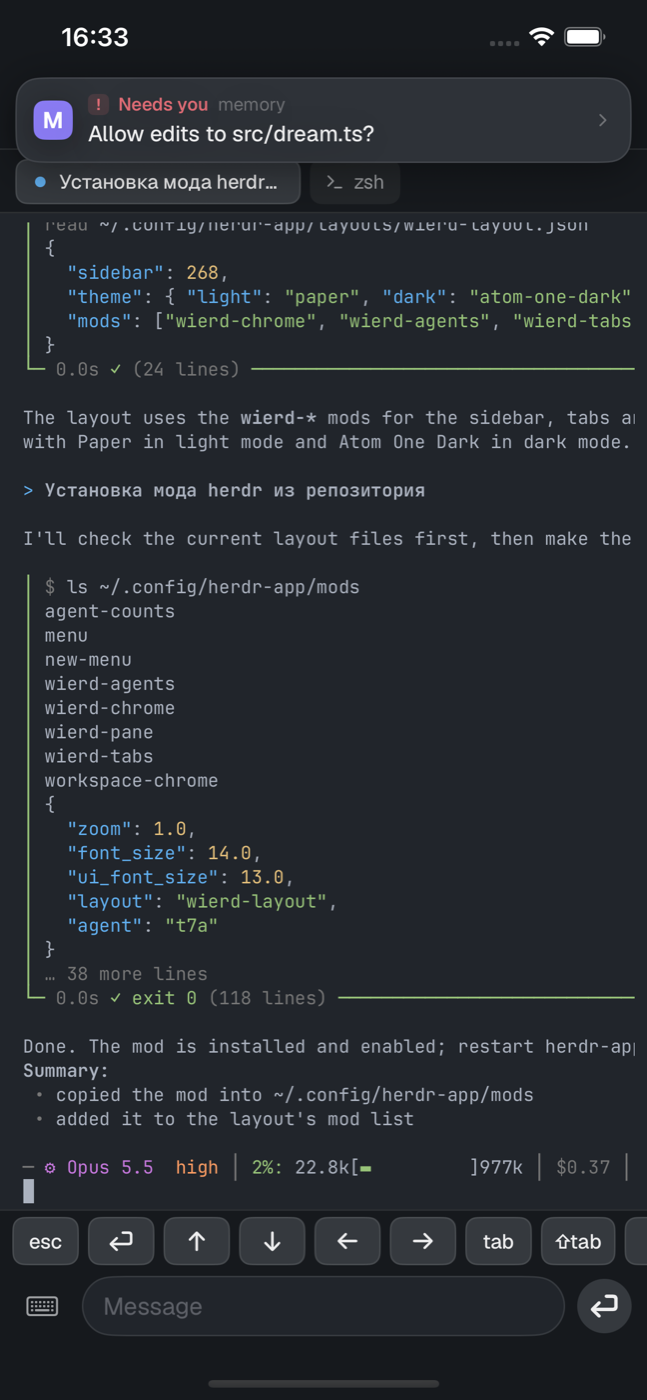 16:33
! Needs you memory
M
Allow edits to src/dream.ts?
Установка мода herdr…
>_ zsh
read ~/.config/herdr-app/layouts/wierd-layout.json
{
"sidebar": 268,
"theme": { "light": "paper", "dark": "atom-one-dark"
"mods": ["wierd-chrome", "wierd-agents", "wierd-tabs
}
0.0s ✓ (24 lines)
The layout uses the wierd-* mods for the sidebar, tabs
with Paper in light mode and Atom One Dark in dark mode.
> Установка мода herdr из репозитория
I'll check the current layout files first, then make the
$ ls ~/.config/herdr-app/mods
agent-counts
menu
new-menu
wierd-agents
wierd-chrome
wierd-pane
wierd-tabs
workspace-chrome
{
"zoom": 1.0,
"font_size": 14.0,
"ui_font_size": 13.0,
"layout": "wierd-layout",
"agent": "t7a"
}
… 38 more lines
0.0s ✓ exit 0 (118 lines)
Done. The mod is installed and enabled; restart herdr-ap
Summary:
• copied the mod into ~/.config/herdr-app/mods
• added it to the layout's mod list
— ⚙ Opus 5.5 high │ 2%: 22.8k[▬ ]977k │ $0.37 │
esc ↑ ↓ ← → tab ⇧tab
Message